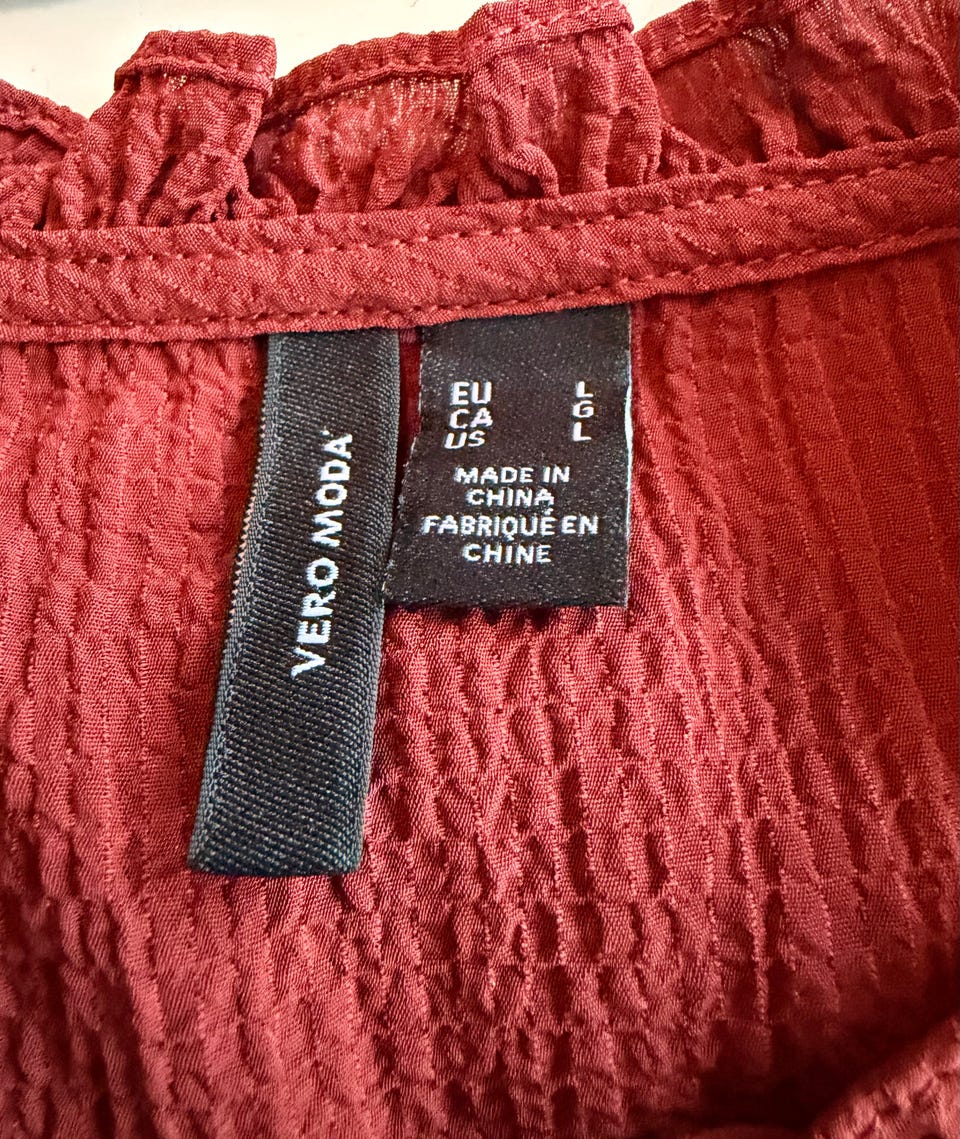 VERO MODA
EU L
CA G
US L
MADE IN
CHINA
FABRIQUÉ EN
CHINE